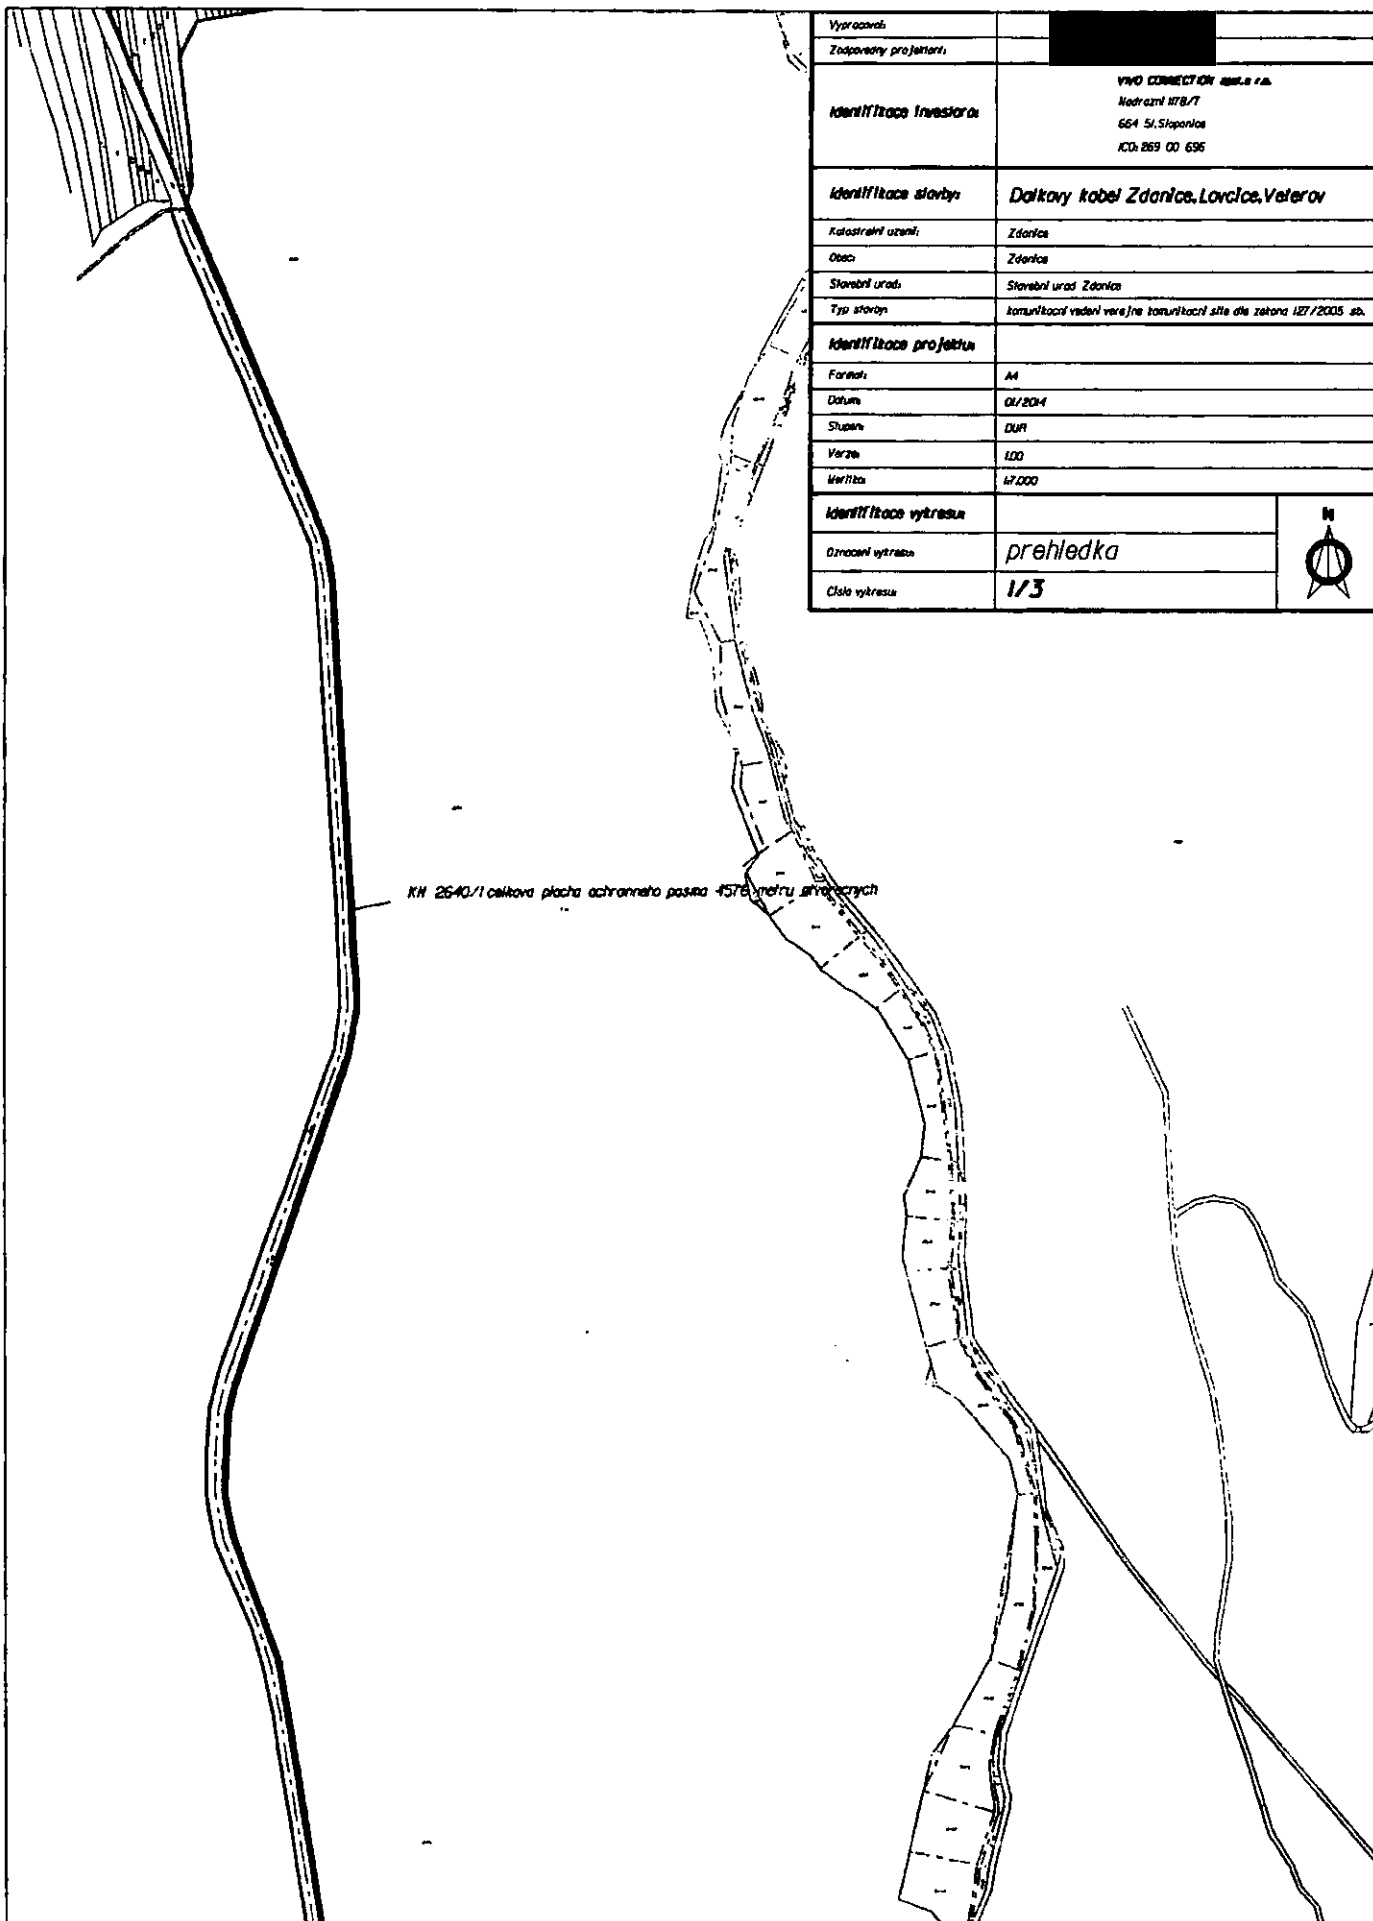 Vypracoval:
Zodpovedny projektant:
Identifikace investora:
VIVO CONNECTION spol.s r.o.
Nadrazni 1178/7
664 51, Slapanice
ICO: 269 00 696
Identifikace stavby: Dalkovy kabel Zdanice, Lovcice, Veterov
Katastralni uzemi: Zdanice
Obec: Zdanice
Stavebni urad: Stavebni urad Zdanice
Typ stavby: komunikacni vedeni verejne komunikacni site dle zakona 127/2005 sb.
Identifikace projektu:
Format: A4
Datum: 01/2014
Stupen: DUR
Verze: 1.00
Meritko: 1:7.000
Identifikace vykresu:
N
Oznaceni vykresu: prehledka
Cislo vykresu: 1/3
KN 2640/1 celkova plocha ochranneho pasma metru